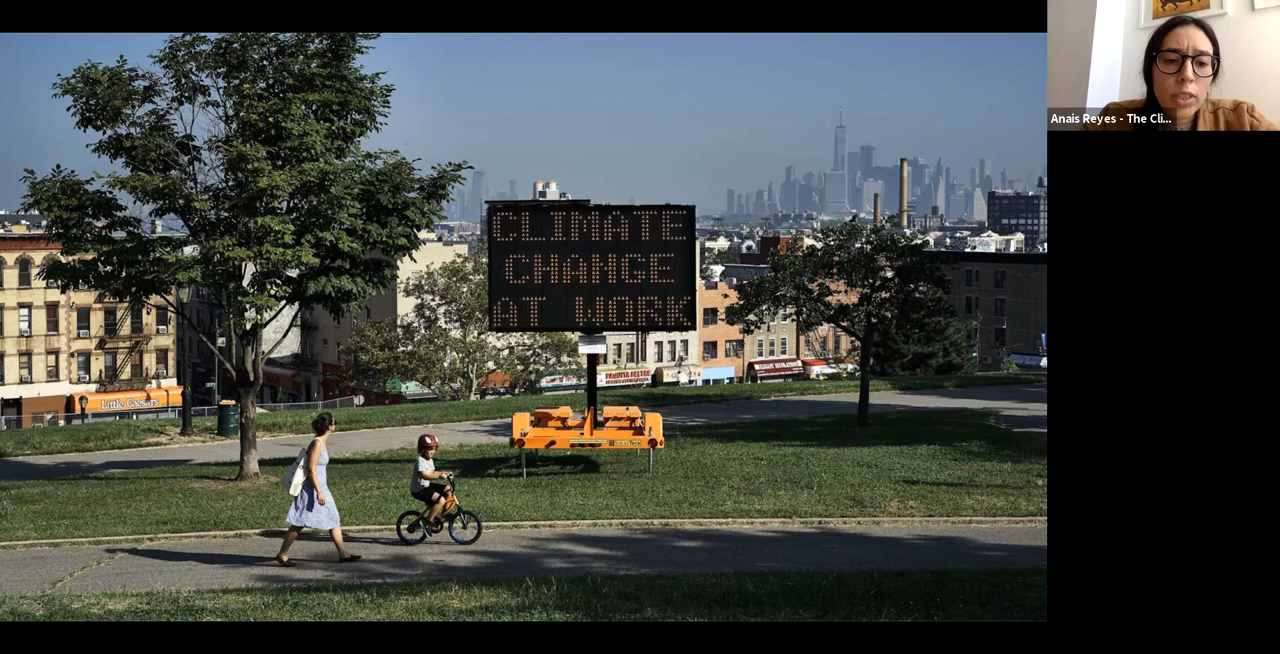 Anais Reyes - The Cli...
CLIMATE
CHANGE
AT WORK
Little Caesars